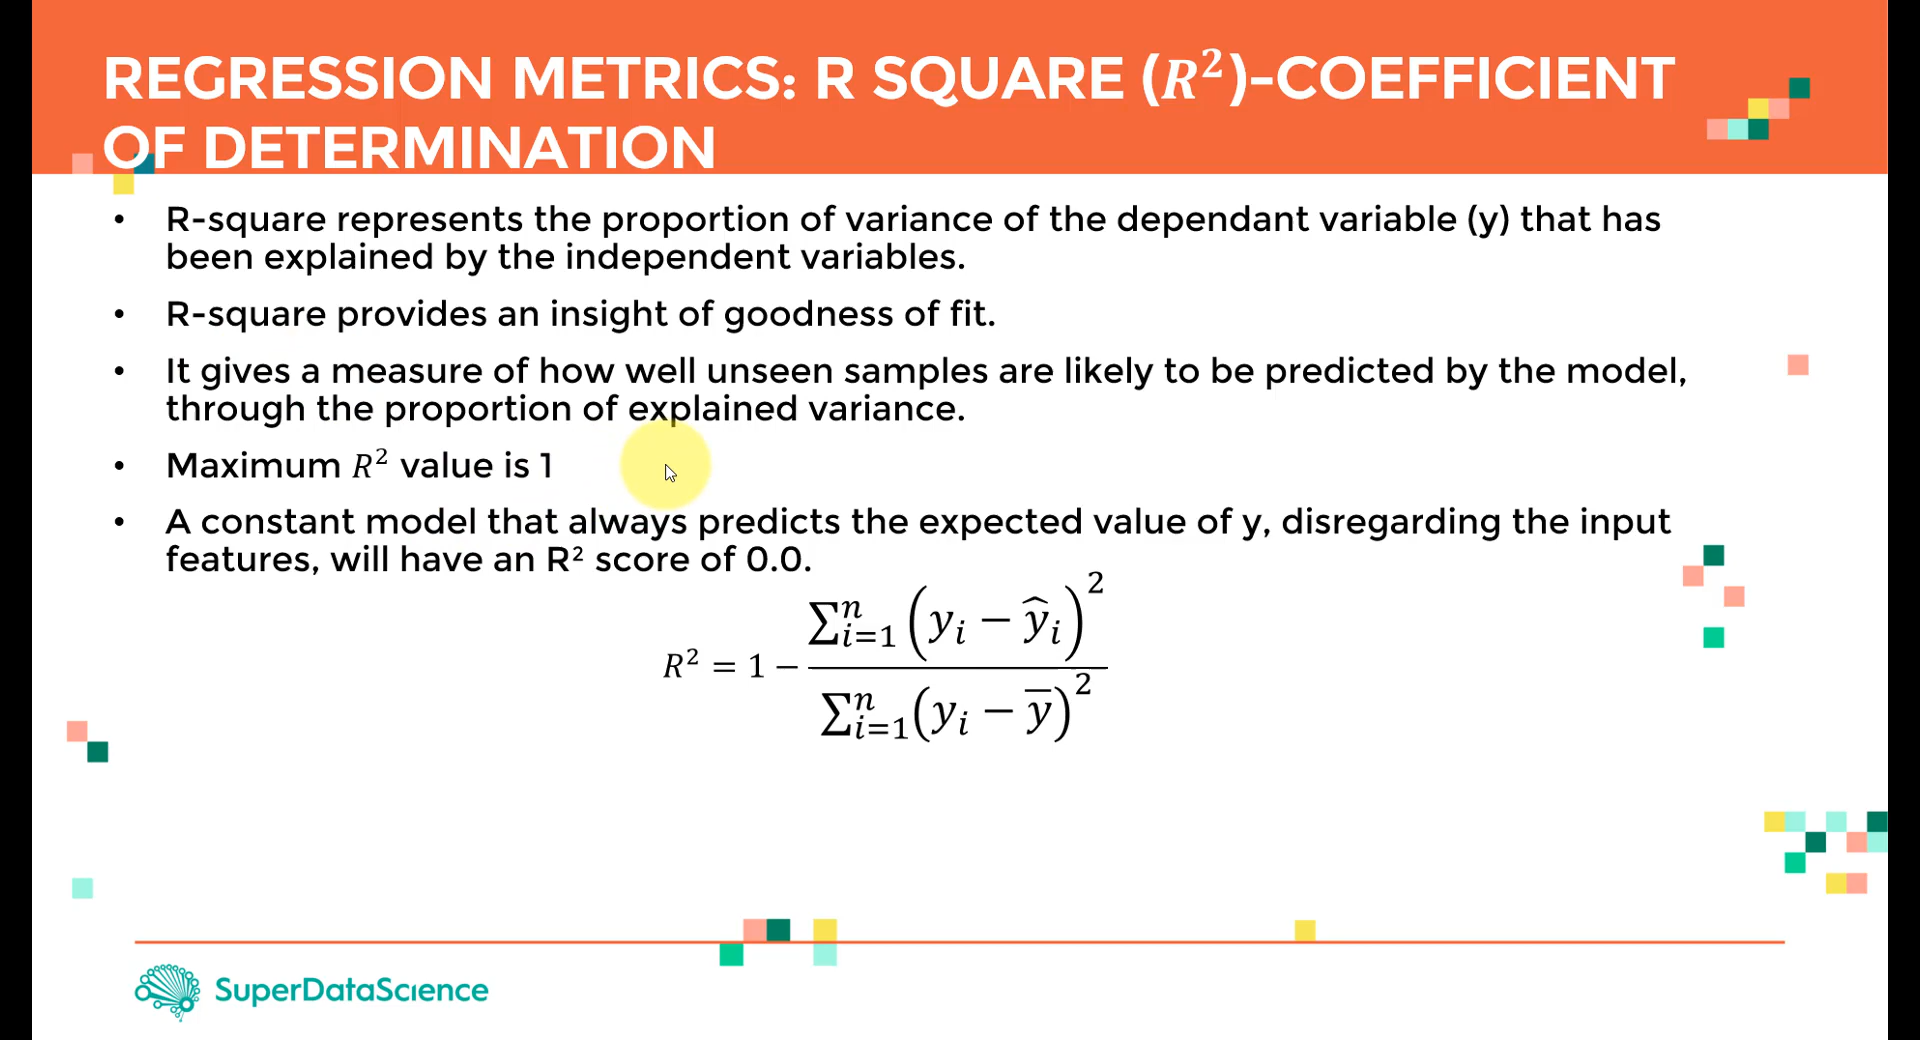 REGRESSION METRICS: R SQUARE (R²)-COEFFICIENT
OF DETERMINATION
• R-square represents the proportion of variance of the dependant variable (y) that has
been explained by the independent variables.
• R-square provides an insight of goodness of fit.
• It gives a measure of how well unseen samples are likely to be predicted by the model,
through the proportion of explained variance.
• Maximum R² value is 1
• A constant model that always predicts the expected value of y, disregarding the input
features, will have an R² score of 0.0.
R² = 1 − ∑ⁿᵢ₌₁(yᵢ − ŷᵢ)² / ∑ⁿᵢ₌₁(yᵢ − ȳ)²
SuperDataScience